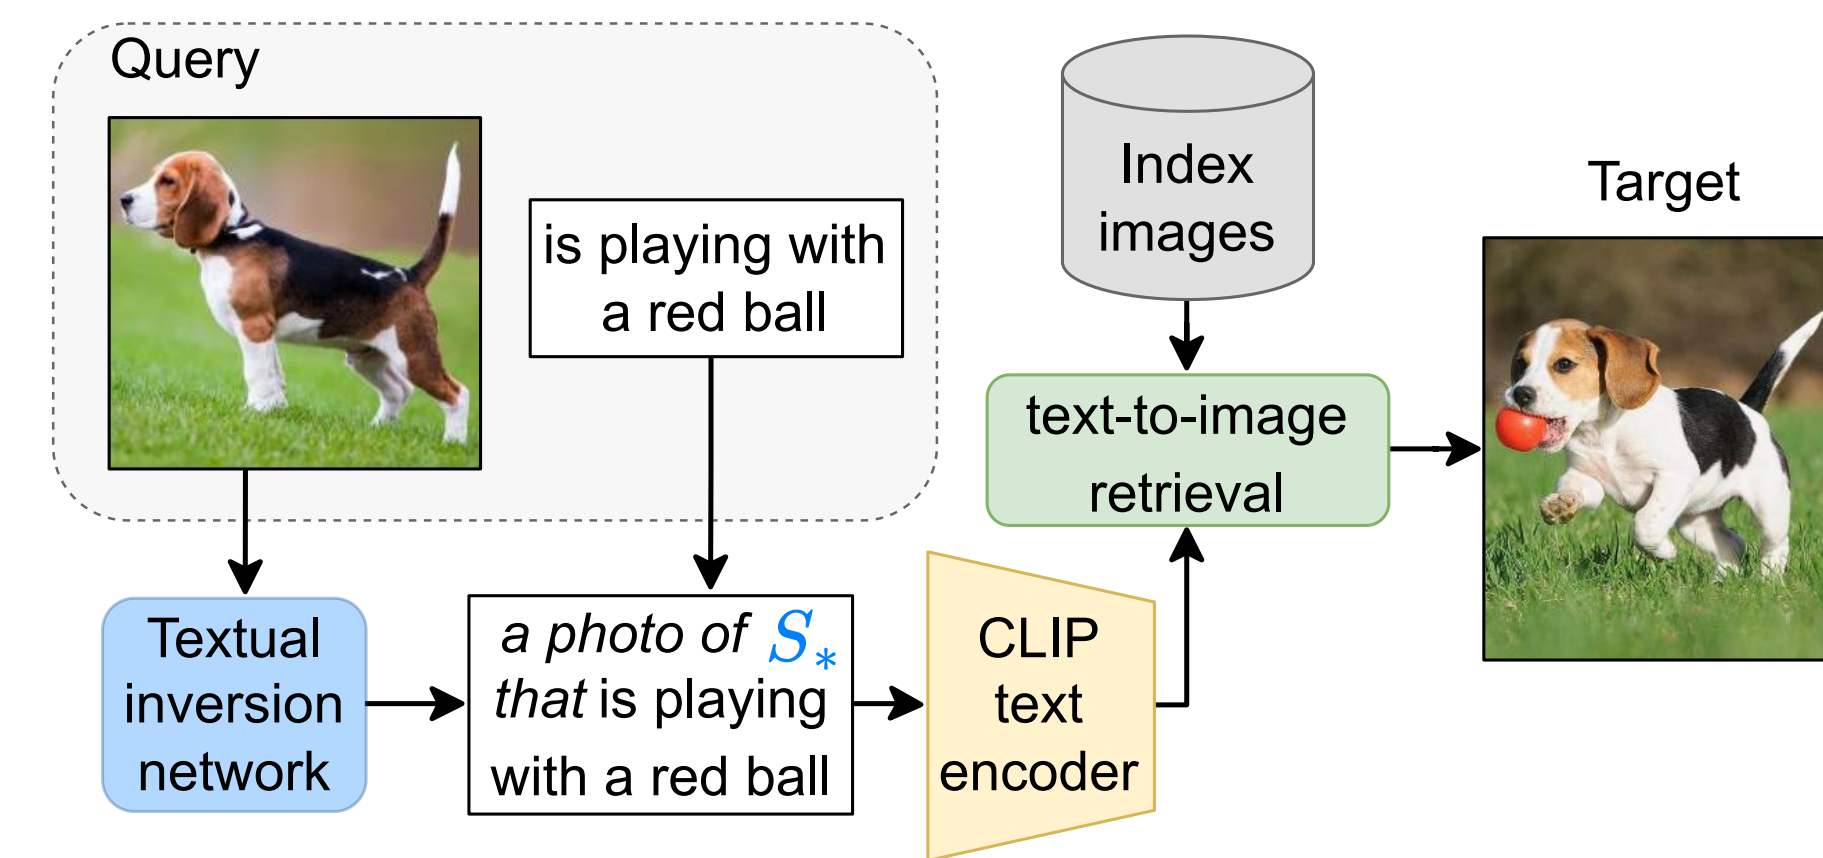 Query
is playing with
a red ball
Index
images
Target
text-to-image
retrieval
Textual
inversion
network
a photo of S*
that is playing
with a red ball
CLIP
text
encoder